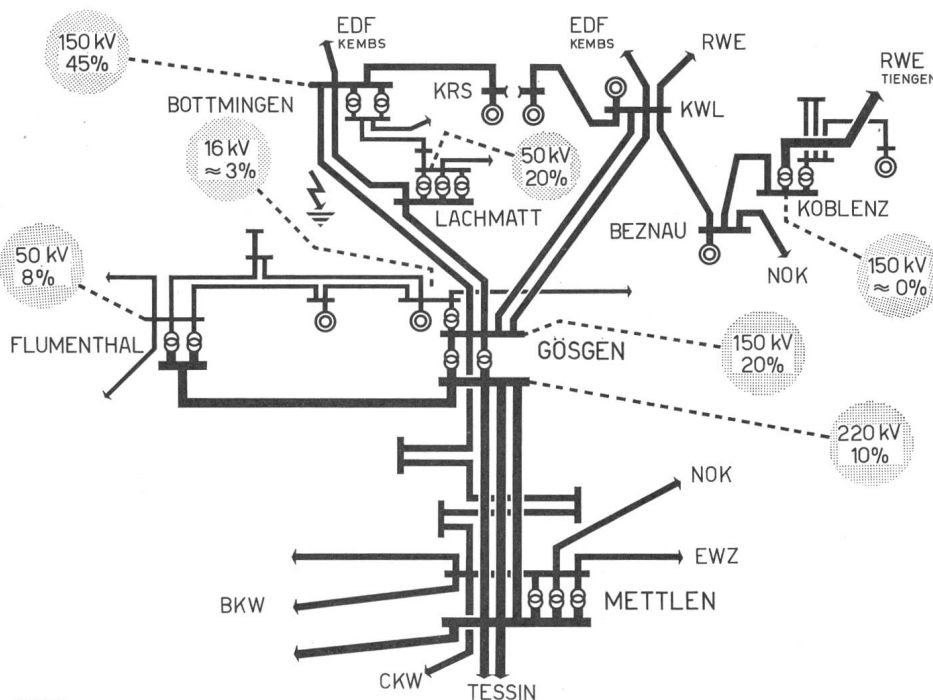 EDF
KEMBS
EDF
KEMBS
RWE
RWE
TIENGEN
150 kV
45%
KRS
KWL
BOTTMINGEN
16 kV
≈ 3%
50 kV
20%
LACHMATT
KOBLENZ
BEZNAU
50 kV
8%
NOK
150 kV
≈ 0%
FLUMENTHAL
GÖSGEN
150 kV
20%
220 kV
10%
NOK
EWZ
BKW
METTLEN
CKW
TESSIN